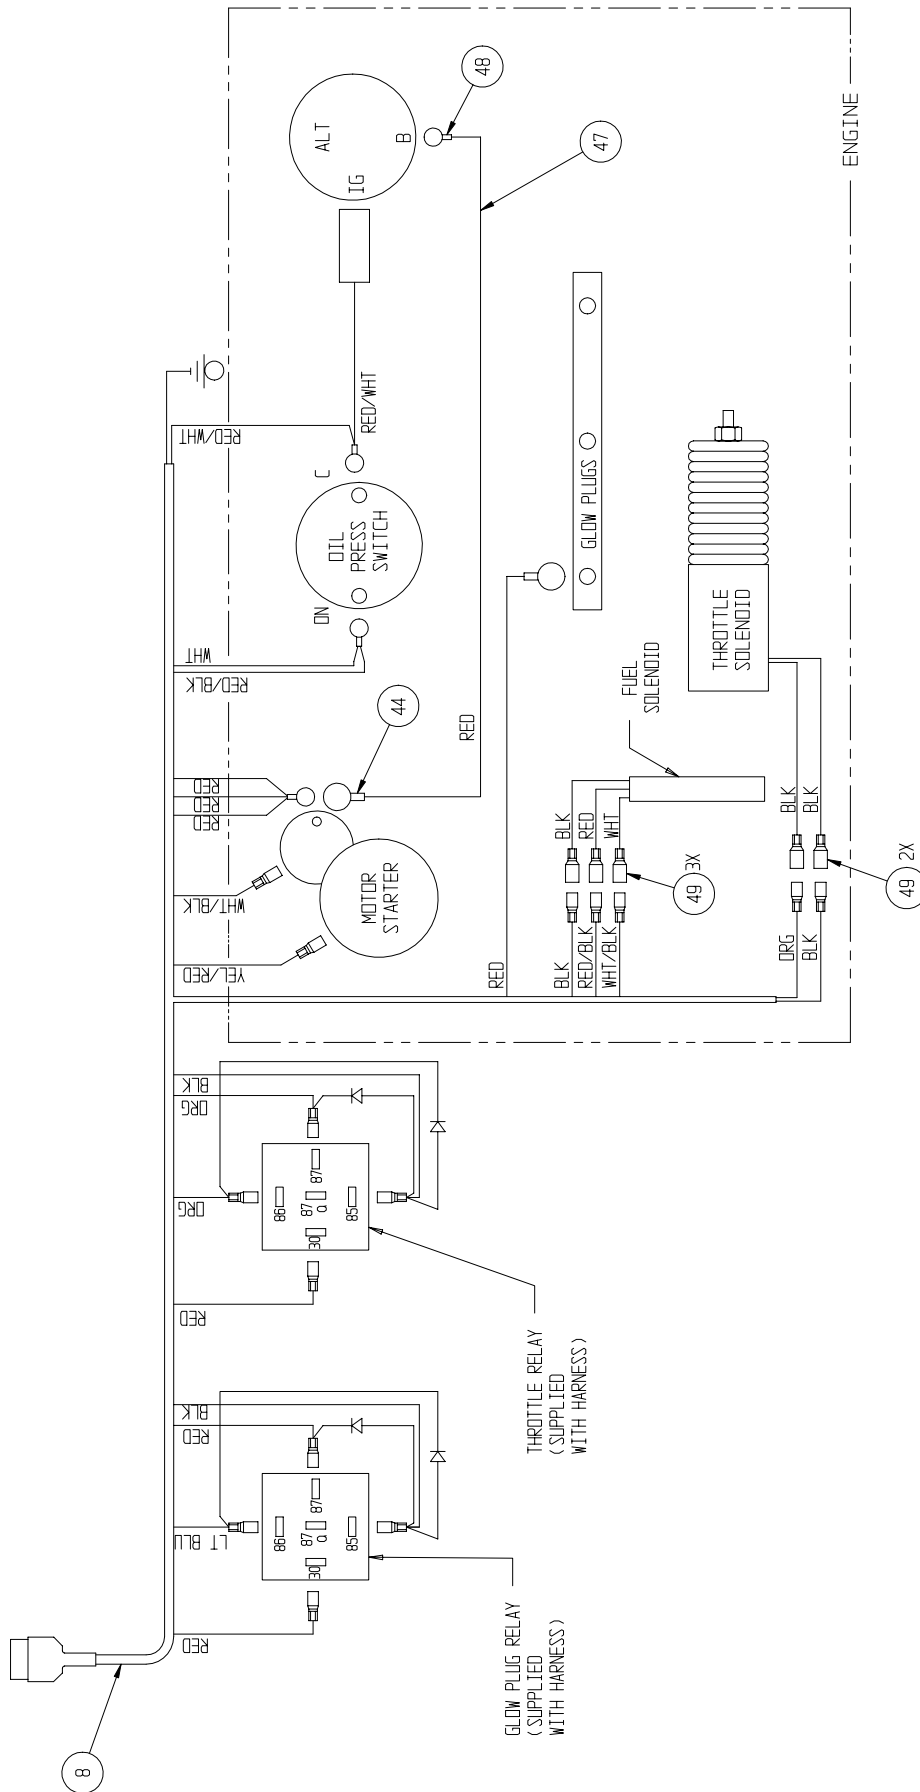 8
RED
LT BLU
RED
BLK
86
87
a
87
85
30
GLOW PLUG RELAY
(SUPPLIED
WITH HARNESS)
RED
ORG
ORG
BLK
86
87
a
87
85
30
THROTTLE RELAY
(SUPPLIED
WITH HARNESS)
YEL/RED
WHT/BLK
RED
RED
RED
MOTOR
STARTER
44
RED/BLK
WHT
ON
OIL
PRESS
SWITCH
C
RED/WHT
RED/WHT
IG
ALT
B
48
RED
47
RED
GLOW PLUGS
BLK
RED/BLK
WHT/BLK
BLK
RED
WHT
49
3X
FUEL
SOLENOID
THROTTLE
SOLENOID
ORG
BLK
BLK
BLK
49
2X
ENGINE